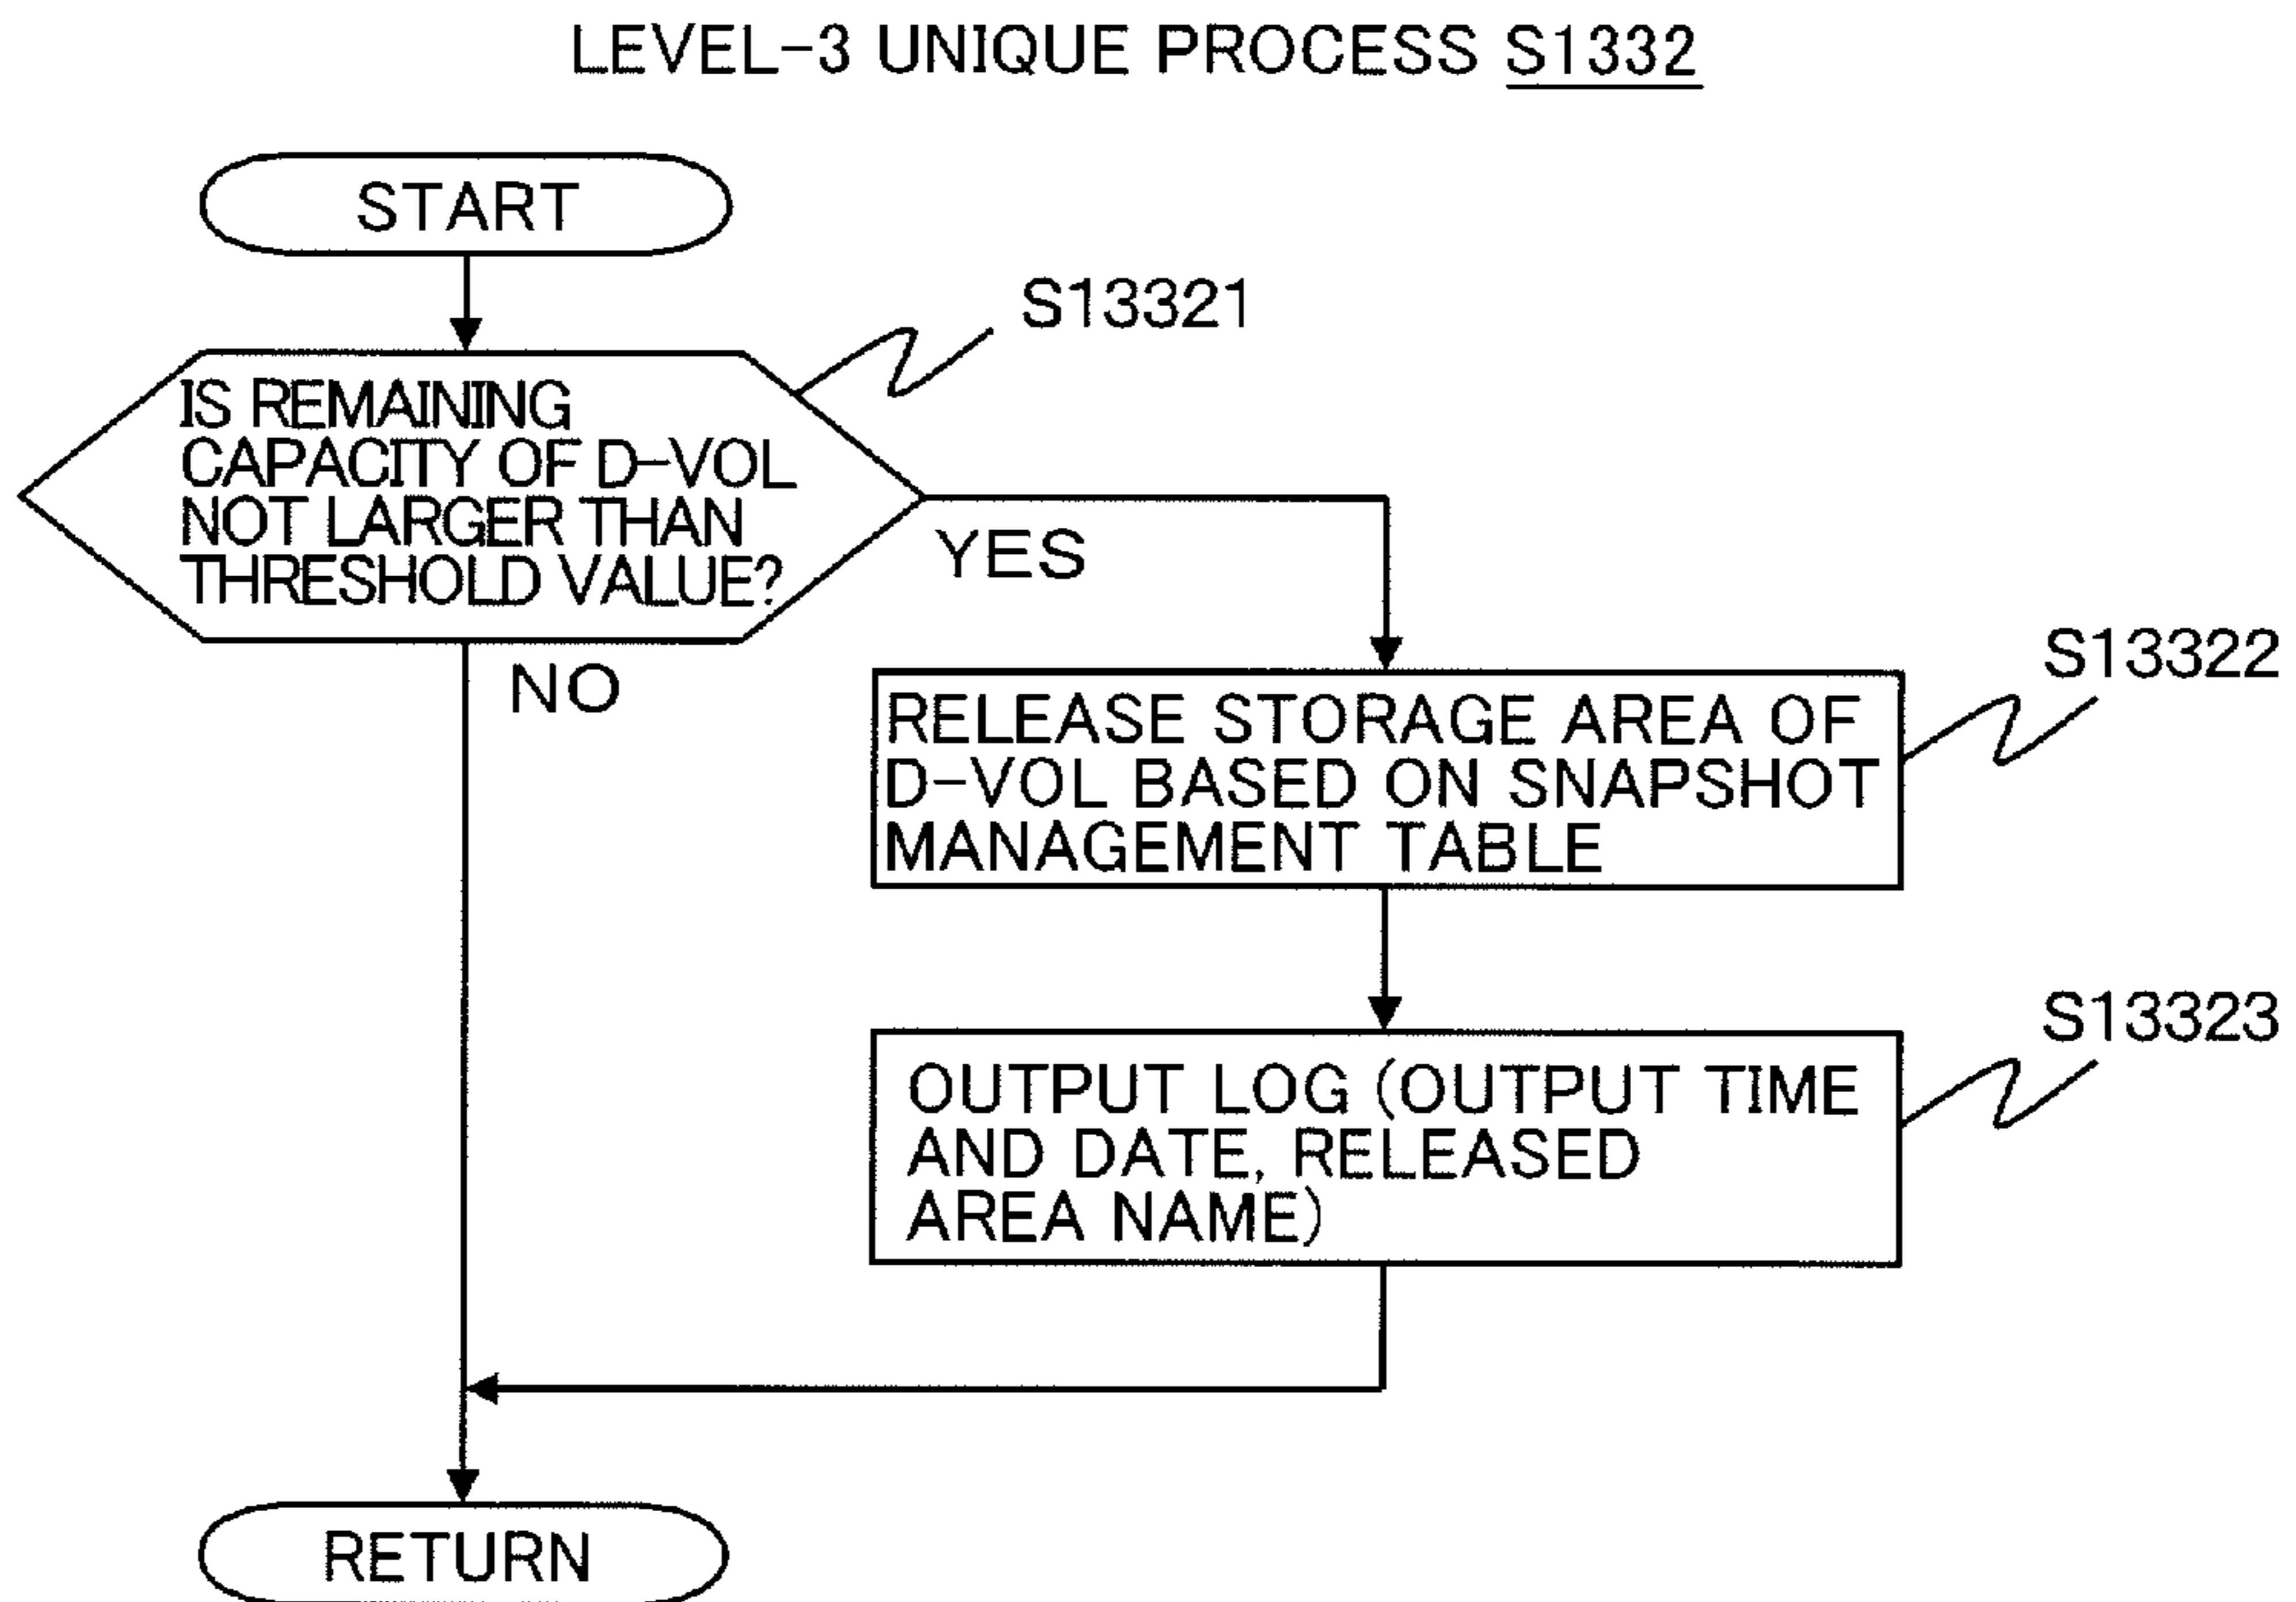 LEVEL-3 UNIQUE PROCESS S1332
START
S13321
IS REMAINING
CAPACITY OF D-VOL
NOT LARGER THAN
THRESHOLD VALUE?
YES
NO
S13322
RELEASE STORAGE AREA OF
D-VOL BASED ON SNAPSHOT
MANAGEMENT TABLE
S13323
OUTPUT LOG (OUTPUT TIME
AND DATE, RELEASED
AREA NAME)
RETURN